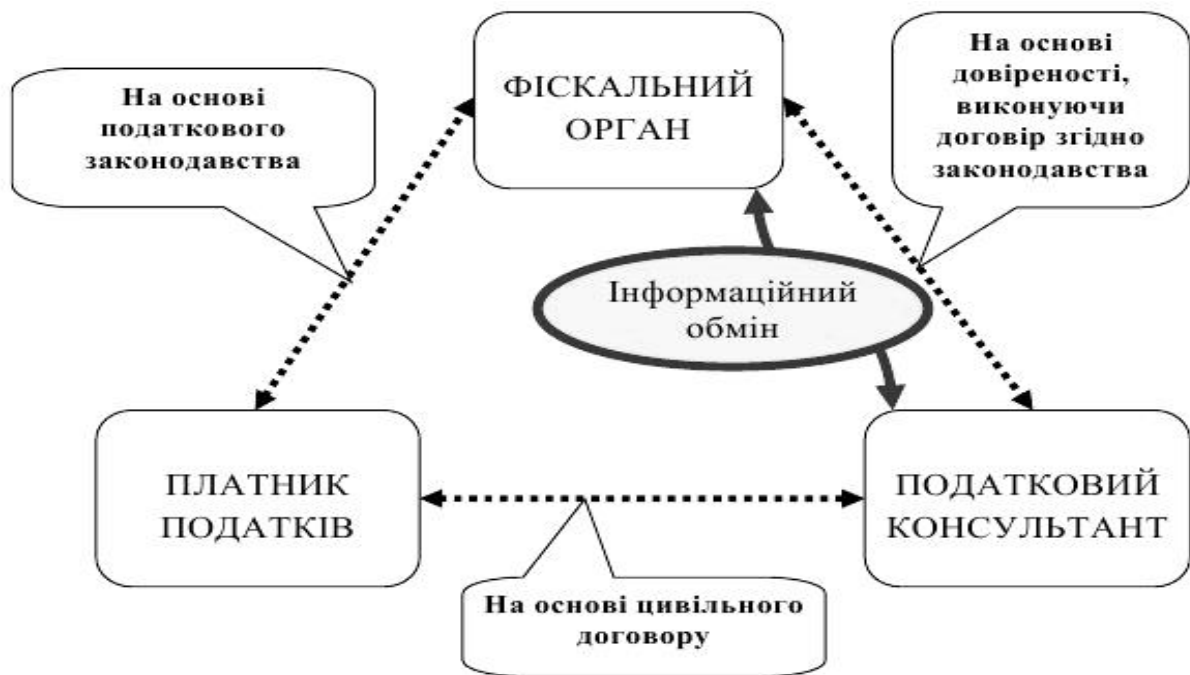 ФІСКАЛЬНИЙ
ОРГАН
На основі
податкового
законодавства
На основі
довіреності,
виконуючи
договір згідно
законодавства
Інформаційний
обмін
ПЛАТНИК
ПОДАТКІВ
ПОДАТКОВИЙ
КОНСУЛЬТАНТ
На основі цивільного
договору